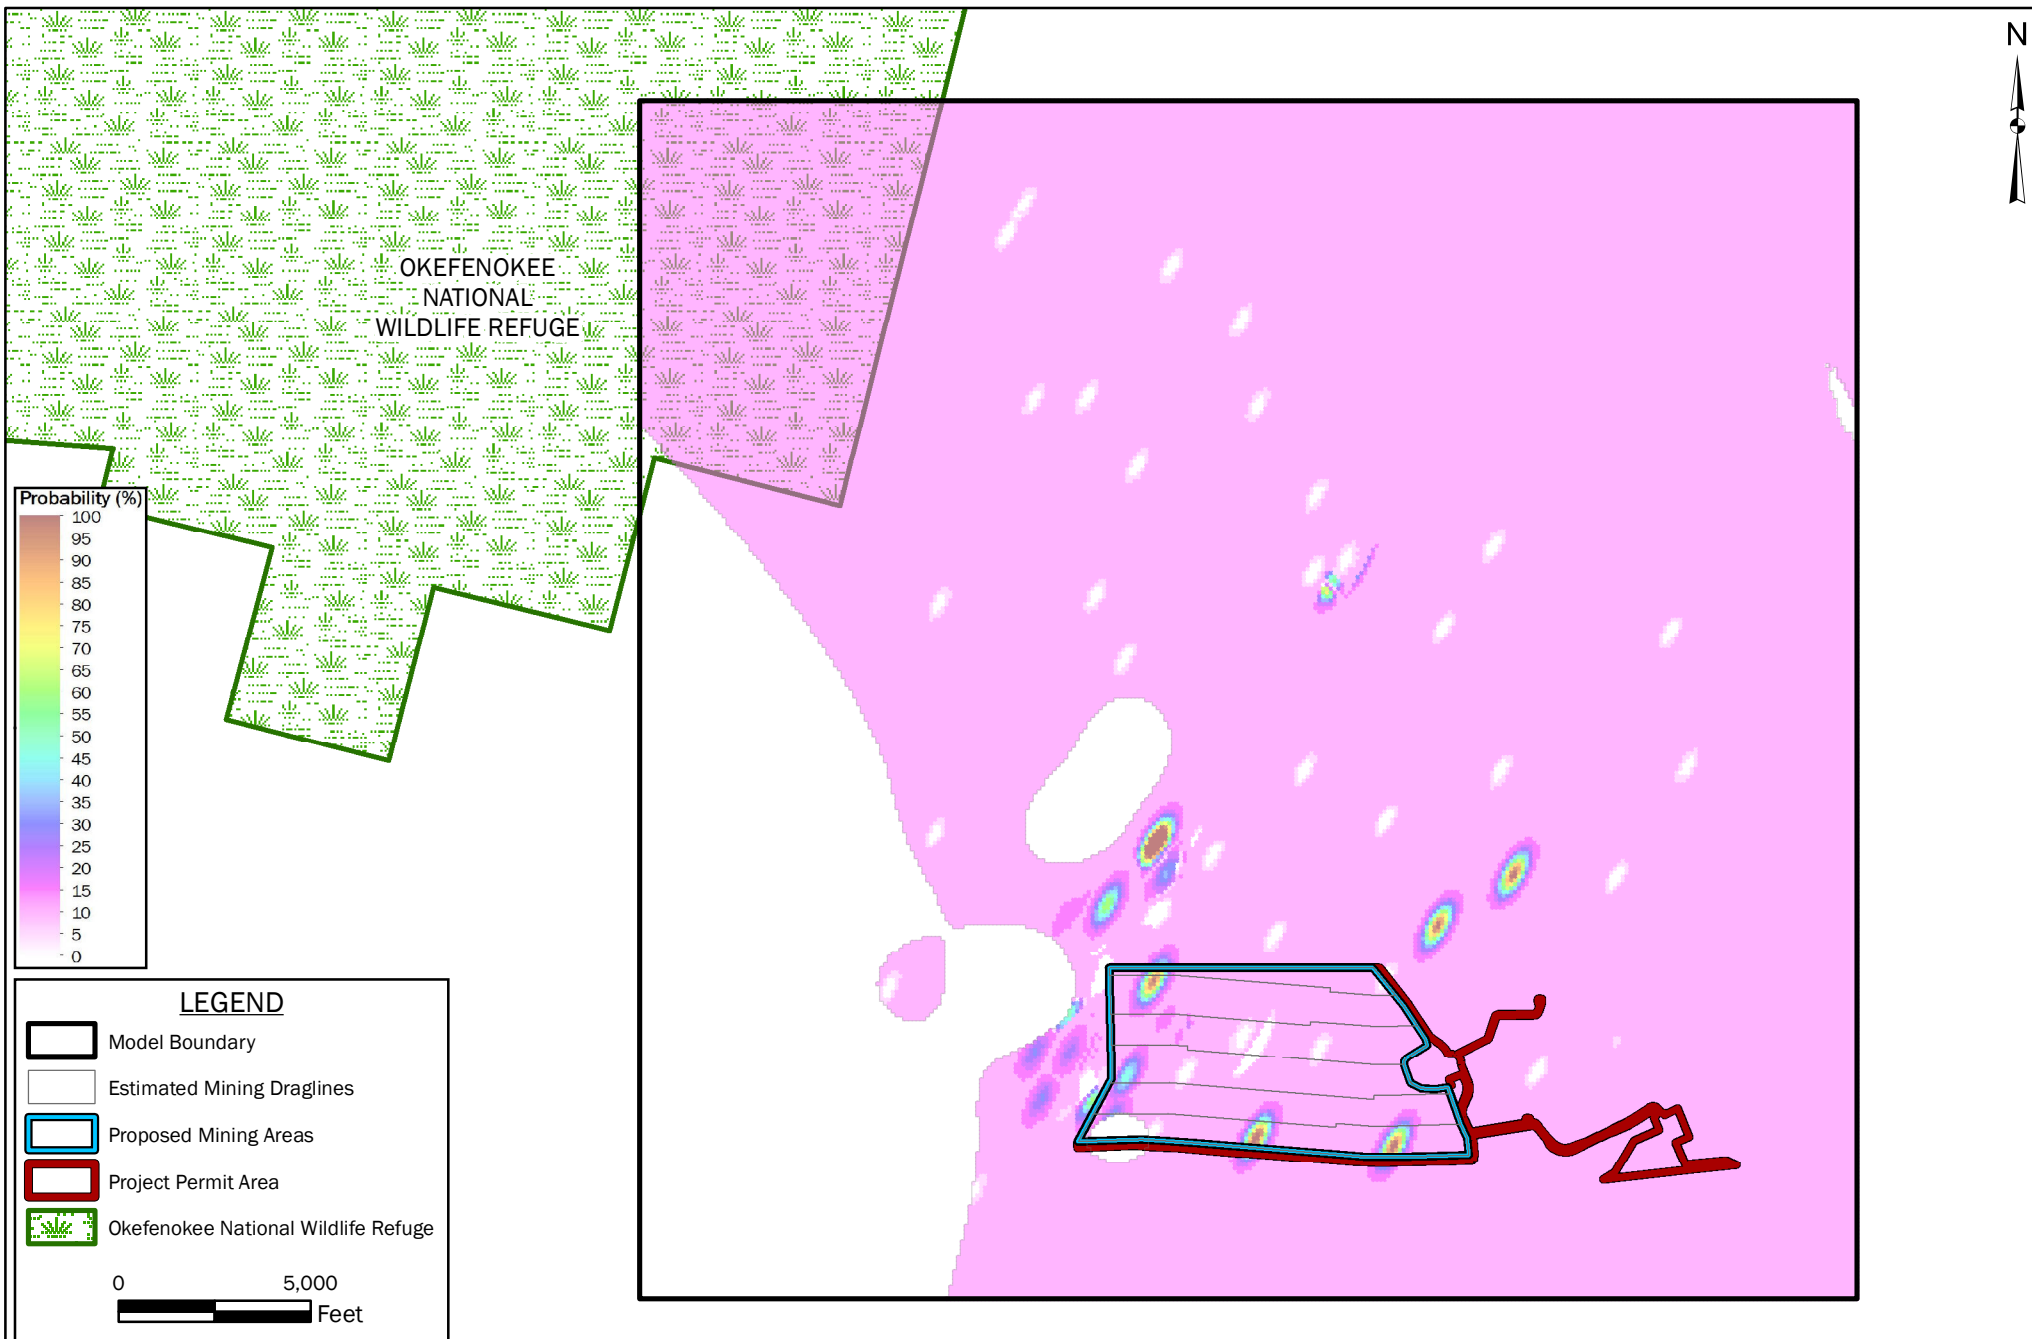 N
OKEFENOKEE
NATIONAL
WILDLIFE REFUGE
Probability (%)
100
95
90
85
80
75
70
65
60
55
50
45
40
35
30
25
20
15
10
5
0
LEGEND
Model Boundary
Estimated Mining Draglines
Proposed Mining Areas
Project Permit Area
Okefenokee National Wildlife Refuge
0 5,000
Feet